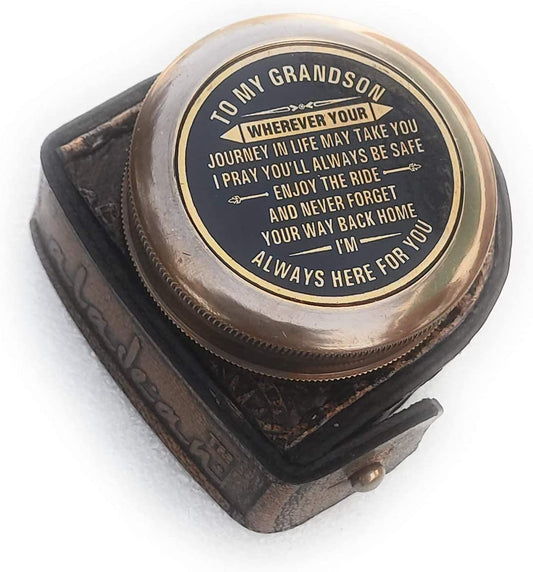 TO MY GRANDSON
WHEREVER YOUR
JOURNEY IN LIFE MAY TAKE YOU
I PRAY YOU'LL ALWAYS BE SAFE
ENJOY THE RIDE
AND NEVER FORGET
YOUR WAY BACK HOME
I'M
ALWAYS HERE FOR YOU